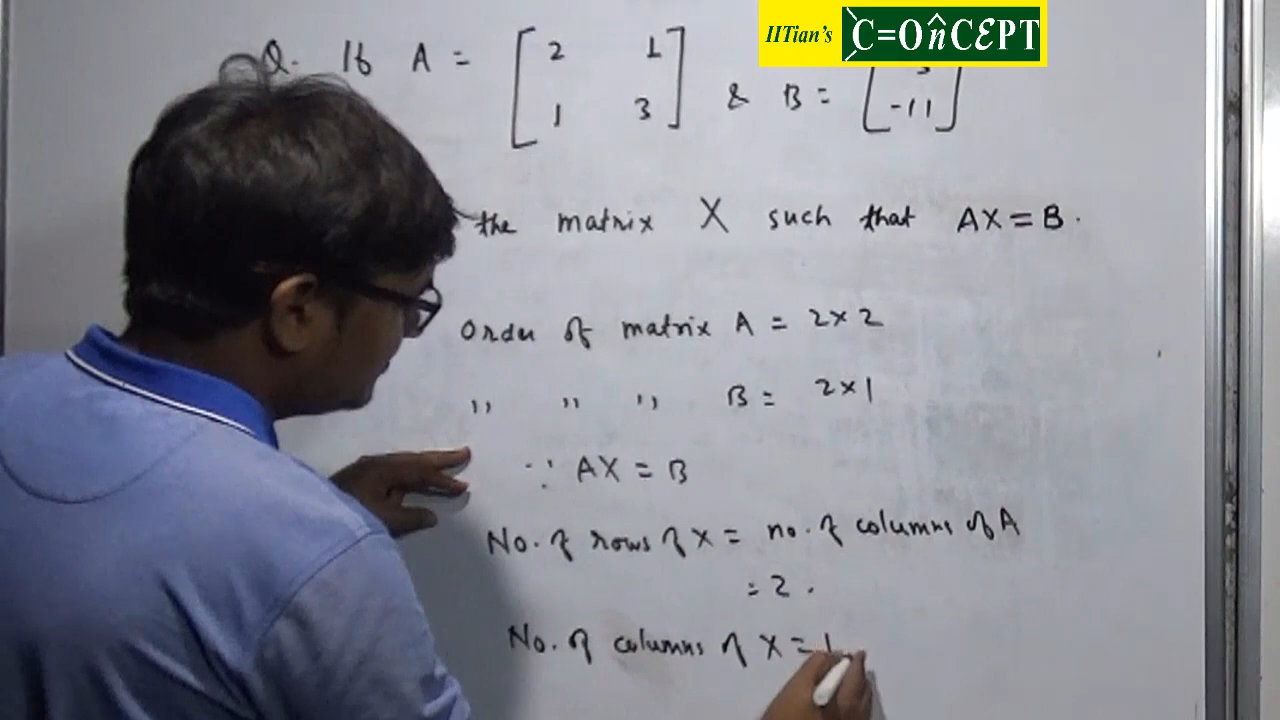 IITian's C=OⁿCEPT
Q. If A = [2 1
1 3] & B = [
-11]
the matrix X such that AX = B.
Order of matrix A = 2×2
,, ,, ,, B = 2×1
∵ AX = B
No. of rows of X = no. of columns of A
= 2.
No. of columns of X = 1